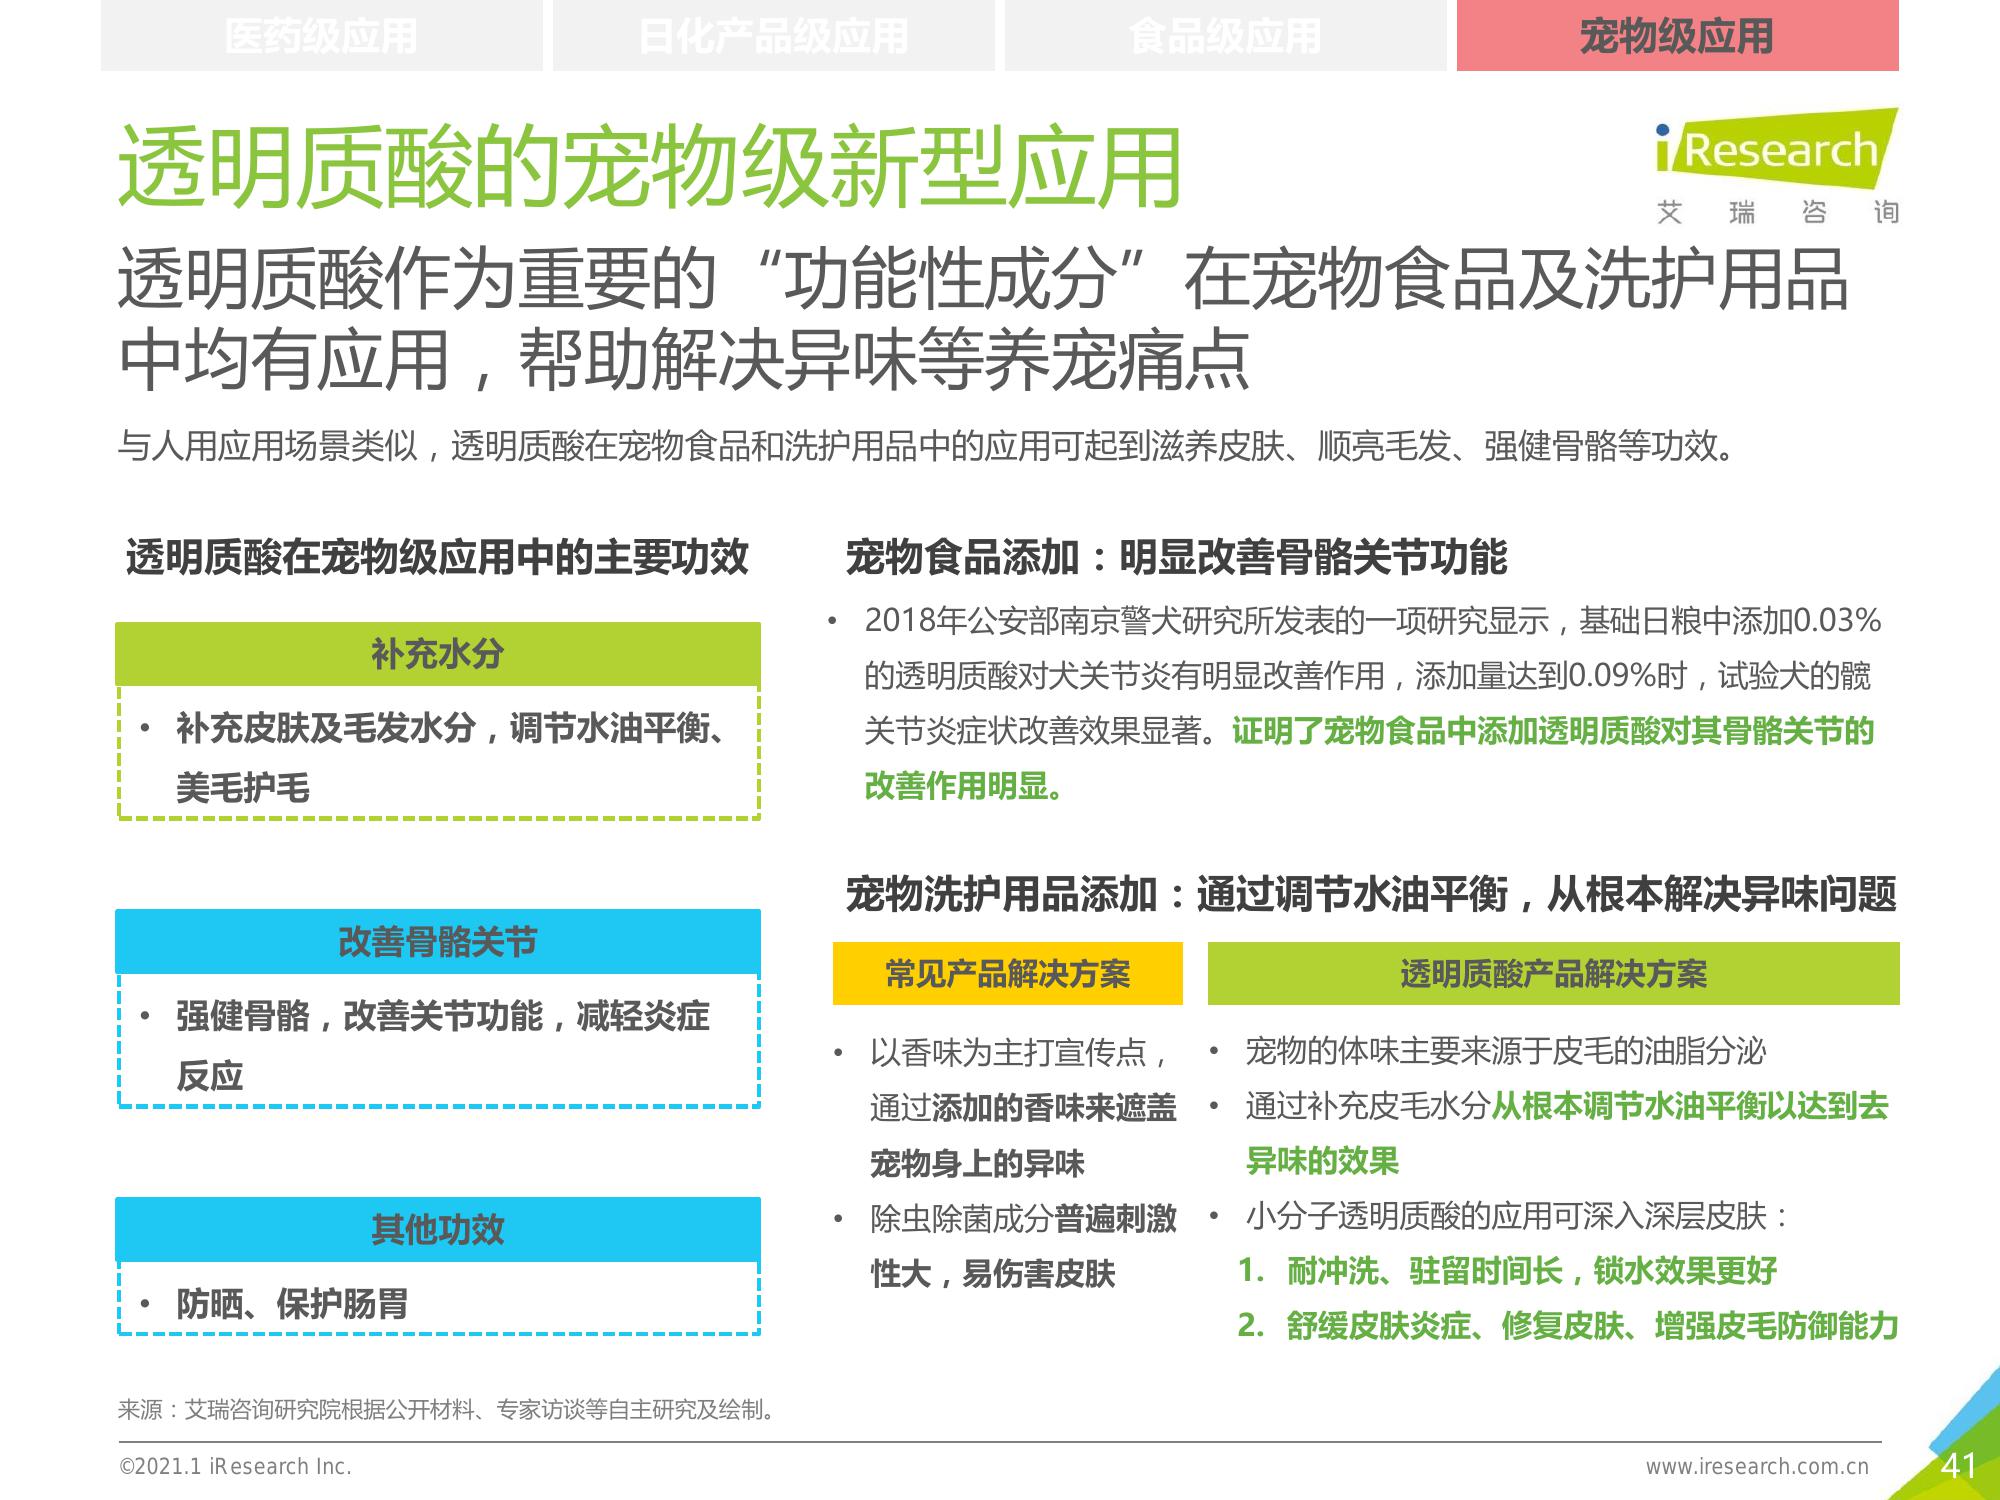 医药级应用
日化产品级应用
食品级应用
宠物级应用
透明质酸的宠物级新型应用
iResearch
艾瑞咨询
透明质酸作为重要的“功能性成分”在宠物食品及洗护用品
中均有应用，帮助解决异味等养宠痛点
与人用应用场景类似，透明质酸在宠物食品和洗护用品中的应用可起到滋养皮肤、顺亮毛发、强健骨骼等功效。
透明质酸在宠物级应用中的主要功效
补充水分
• 补充皮肤及毛发水分，调节水油平衡、
美毛护毛
改善骨骼关节
• 强健骨骼，改善关节功能，减轻炎症
反应
其他功效
• 防晒、保护肠胃
宠物食品添加：明显改善骨骼关节功能
• 2018年公安部南京警犬研究所发表的一项研究显示，基础日粮中添加0.03%
的透明质酸对犬关节炎有明显改善作用，添加量达到0.09%时，试验犬的髋
关节炎症状改善效果显著。证明了宠物食品中添加透明质酸对其骨骼关节的
改善作用明显。
宠物洗护用品添加：通过调节水油平衡，从根本解决异味问题
常见产品解决方案
• 以香味为主打宣传点，
通过添加的香味来遮盖
宠物身上的异味
• 除虫除菌成分普遍刺激
性大，易伤害皮肤
透明质酸产品解决方案
• 宠物的体味主要来源于皮毛的油脂分泌
• 通过补充皮毛水分从根本调节水油平衡以达到去
异味的效果
• 小分子透明质酸的应用可深入深层皮肤：
1. 耐冲洗、驻留时间长，锁水效果更好
2. 舒缓皮肤炎症、修复皮肤、增强皮毛防御能力
来源：艾瑞咨询研究院根据公开材料、专家访谈等自主研究及绘制。
©2021.1 iResearch Inc.
www.iresearch.com.cn
41